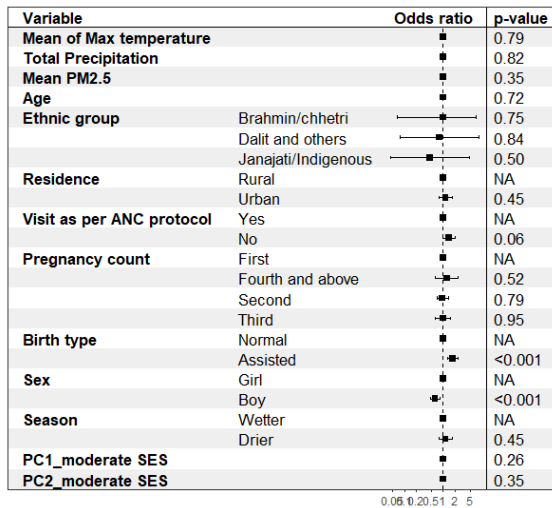 Variable Odds ratio p-value
Mean of Max temperature 0.79
Total Precipitation 0.82
Mean PM2.5 0.35
Age 0.72
Ethnic group Brahmin/chhetri 0.75
Dalit and others 0.84
Janajati/Indigenous 0.50
Residence Rural NA
Urban 0.45
Visit as per ANC protocol Yes NA
No 0.06
Pregnancy count First NA
Fourth and above 0.52
Second 0.79
Third 0.95
Birth type Normal NA
Assisted <0.001
Sex Girl NA
Boy <0.001
Season Wetter NA
Drier 0.45
PC1_moderate SES 0.26
PC2_moderate SES 0.35
0.2 0.5 1 2 5